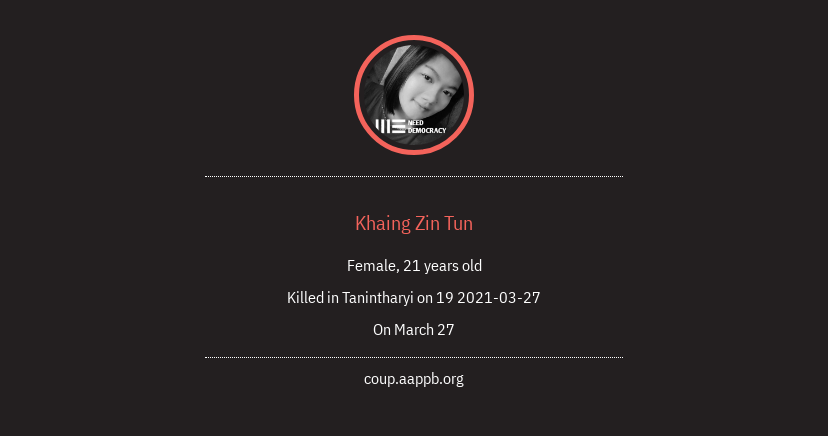 WE NEED
DEMOCRACY
Khaing Zin Tun
Female, 21 years old
Killed in Tanintharyi on 19 2021-03-27
On March 27
coup.aappb.org